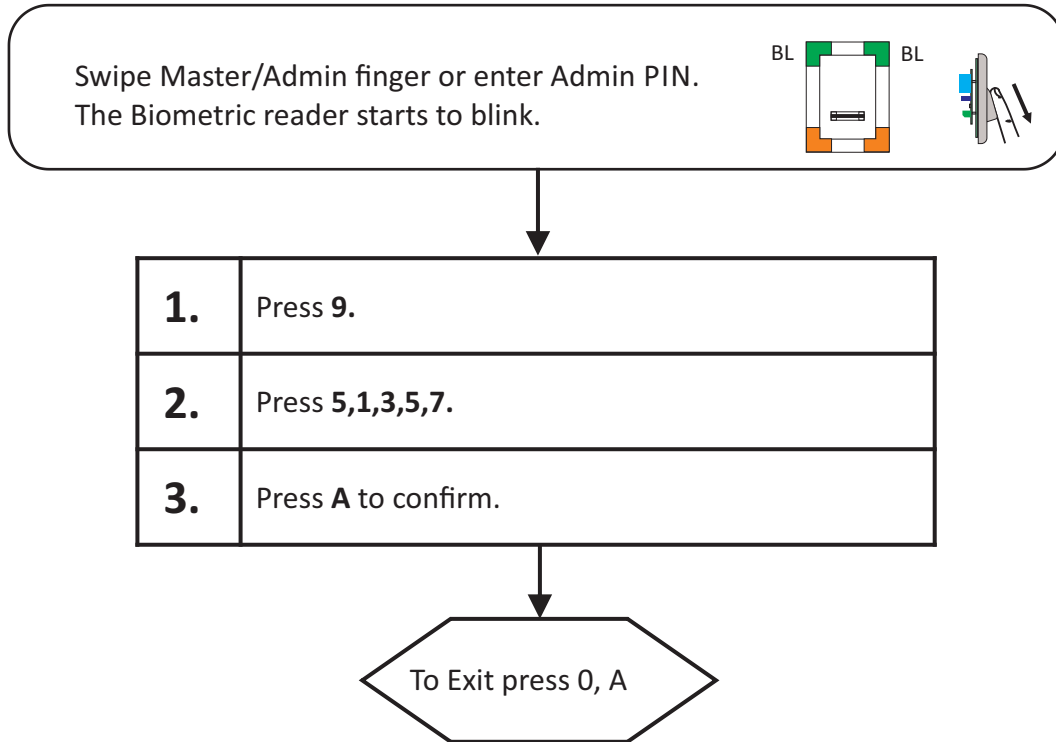 Swipe Master/Admin finger or enter Admin PIN.
The Biometric reader starts to blink.
BL
BL
1.
Press 9.
2.
Press 5,1,3,5,7.
3.
Press A to confirm.
To Exit press 0, A